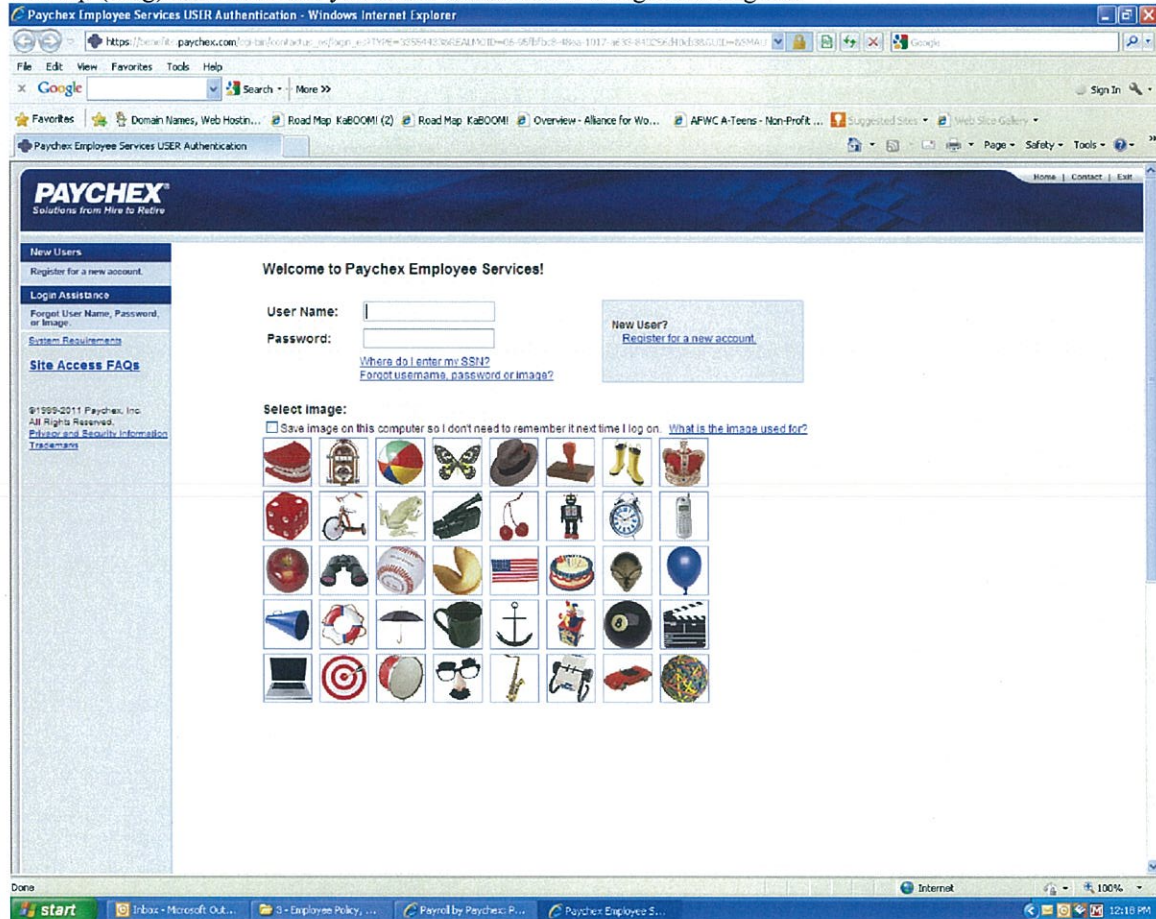 Paychex Employee Services USER Authentication - Windows Internet Explorer
paychex.com
Google
File Edit View Favorites Tools Help
x Google Search More >> Sign In
Favorites Domain Names, Web Hostin... Road Map KaBOOM! (2) Road Map KaBOOM! Overview - Alliance for Wo... AFWC A-Teens - Non-Profit ... Suggested Sites Web Slice Gallery
Paychex Employee Services USER Authentication Page Safety Tools
PAYCHEX®
Solutions from Hire to Retire
Home | Contact | Exit
New Users
Register for a new account.
Login Assistance
Forgot User Name, Password, or Image.
System Requirements
Site Access FAQs
©1999-2011 Paychex, Inc.
All Rights Reserved.
Privacy and Security Information
Trademarks
Welcome to Paychex Employee Services!
User Name:
Password:
Where do I enter my SSN?
Forgot username, password or image?
New User?
Register for a new account.
Select image:
Save image on this computer so I don't need to remember it next time I log on. What is the image used for?
8
Done Internet 100%
start Inbox - Microsoft Out... 3 - Employee Policy, ... Payroll by Paychex: P... Paychex Employee S... 12:18 PM